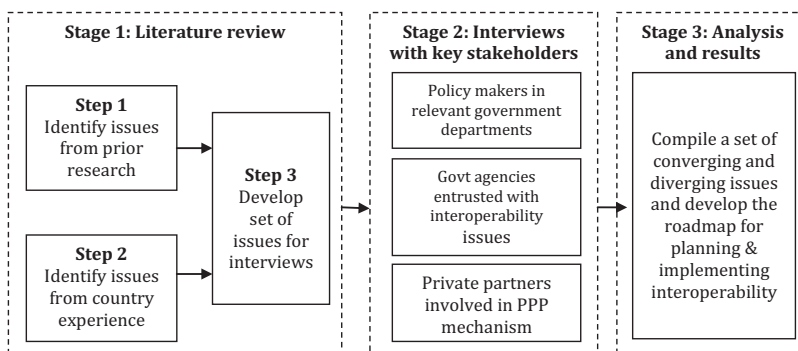 Stage 1: Literature review
Step 1
Identify issues
from prior
research
Step 2
Identify issues
from country
experience
Step 3
Develop
set of
issues for
interviews
Stage 2: Interviews
with key stakeholders
Policy makers in
relevant government
departments
Govt agencies
entrusted with
interoperability
issues
Private partners
involved in PPP
mechanism
Stage 3: Analysis
and results
Compile a set of
converging and
diverging issues
and develop the
roadmap for
planning &
implementing
interoperability